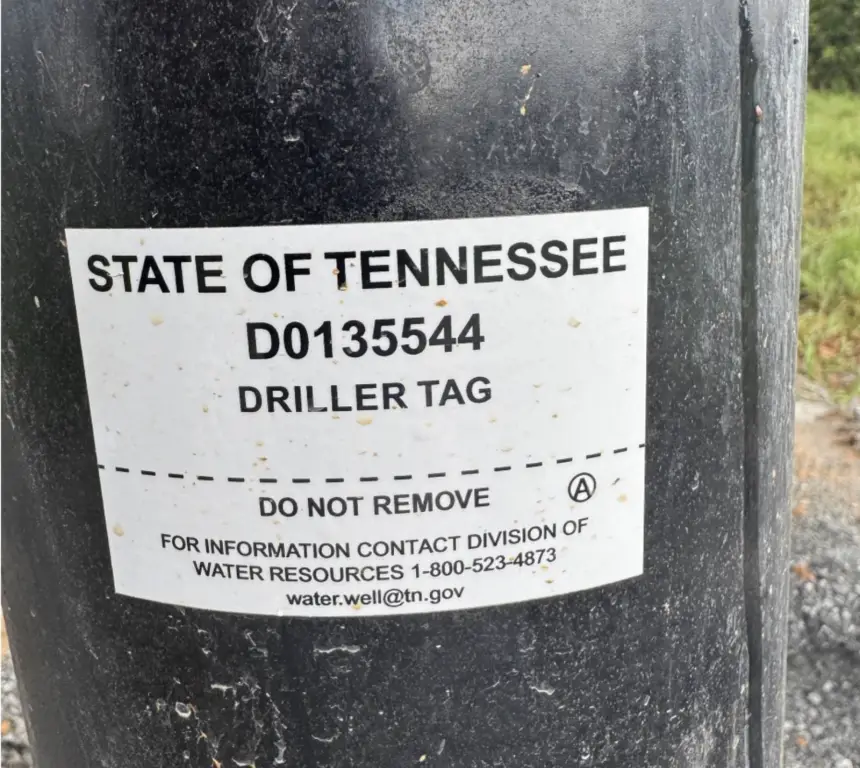 STATE OF TENNESSEE
D0135544
DRILLER TAG
DO NOT REMOVE
Ⓐ
FOR INFORMATION CONTACT DIVISION OF
WATER RESOURCES 1-800-523-4873
water.well@tn.gov